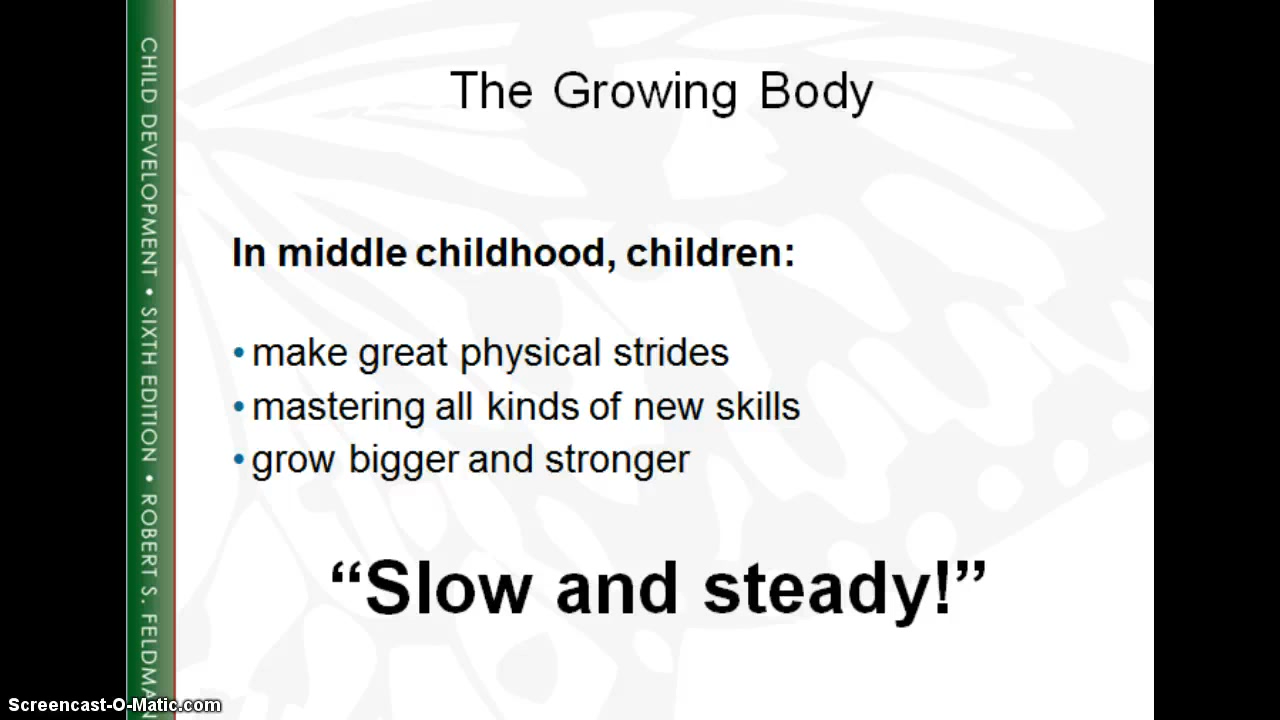 The Growing Body
In middle childhood, children:
•make great physical strides
•mastering all kinds of new skills
•grow bigger and stronger
“Slow and steady!”
CHILD DEVELOPMENT • SIXTH EDITION • ROBERT S. FELDMAN
Screencast-O-Matic.com